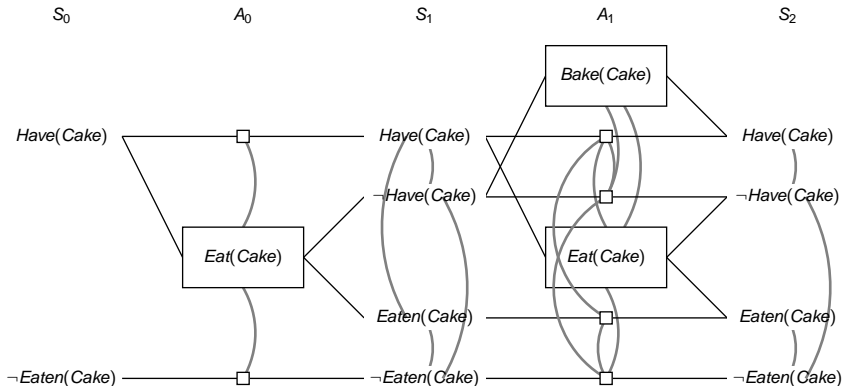 S0 A0 S1 A1 S2
Bake(Cake)
Have(Cake) Have(Cake) Have(Cake)
¬Have(Cake) ¬Have(Cake)
Eat(Cake) Eat(Cake)
Eaten(Cake) Eaten(Cake)
¬Eaten(Cake) ¬Eaten(Cake) ¬Eaten(Cake)